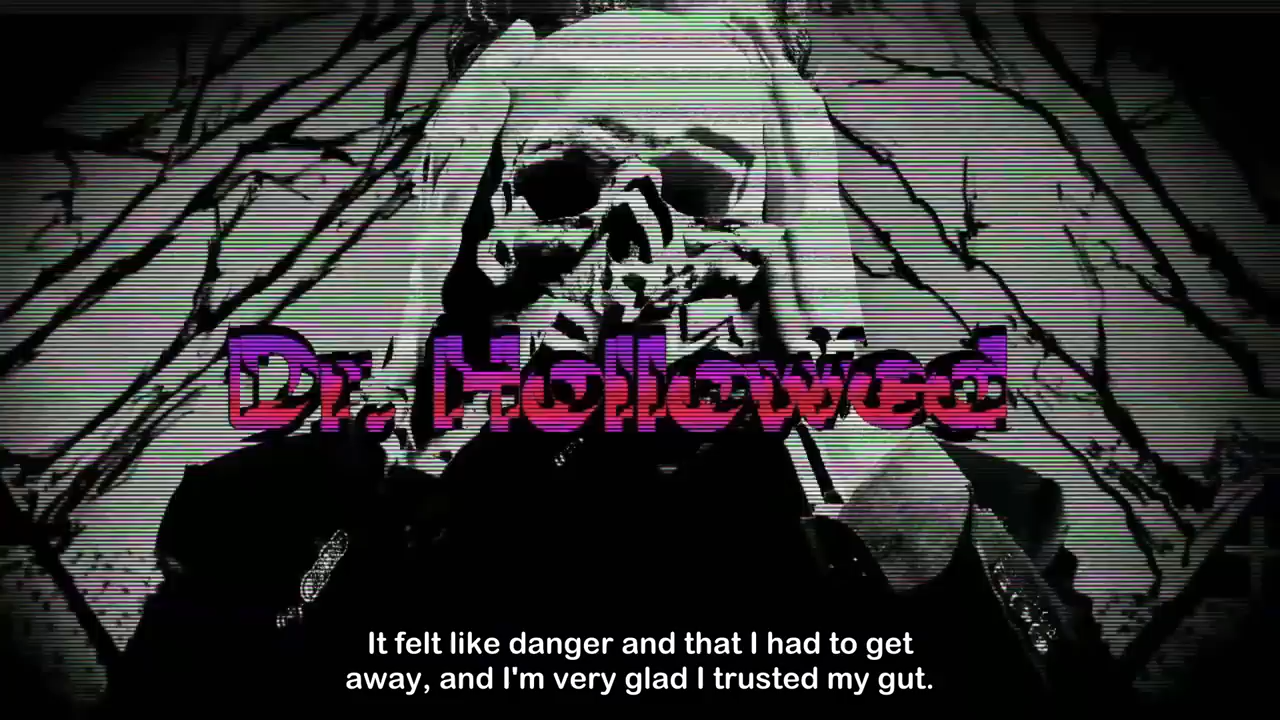 Dr. Hollowed
It felt like danger and that I had to get
away, and I'm very glad I trusted my gut.